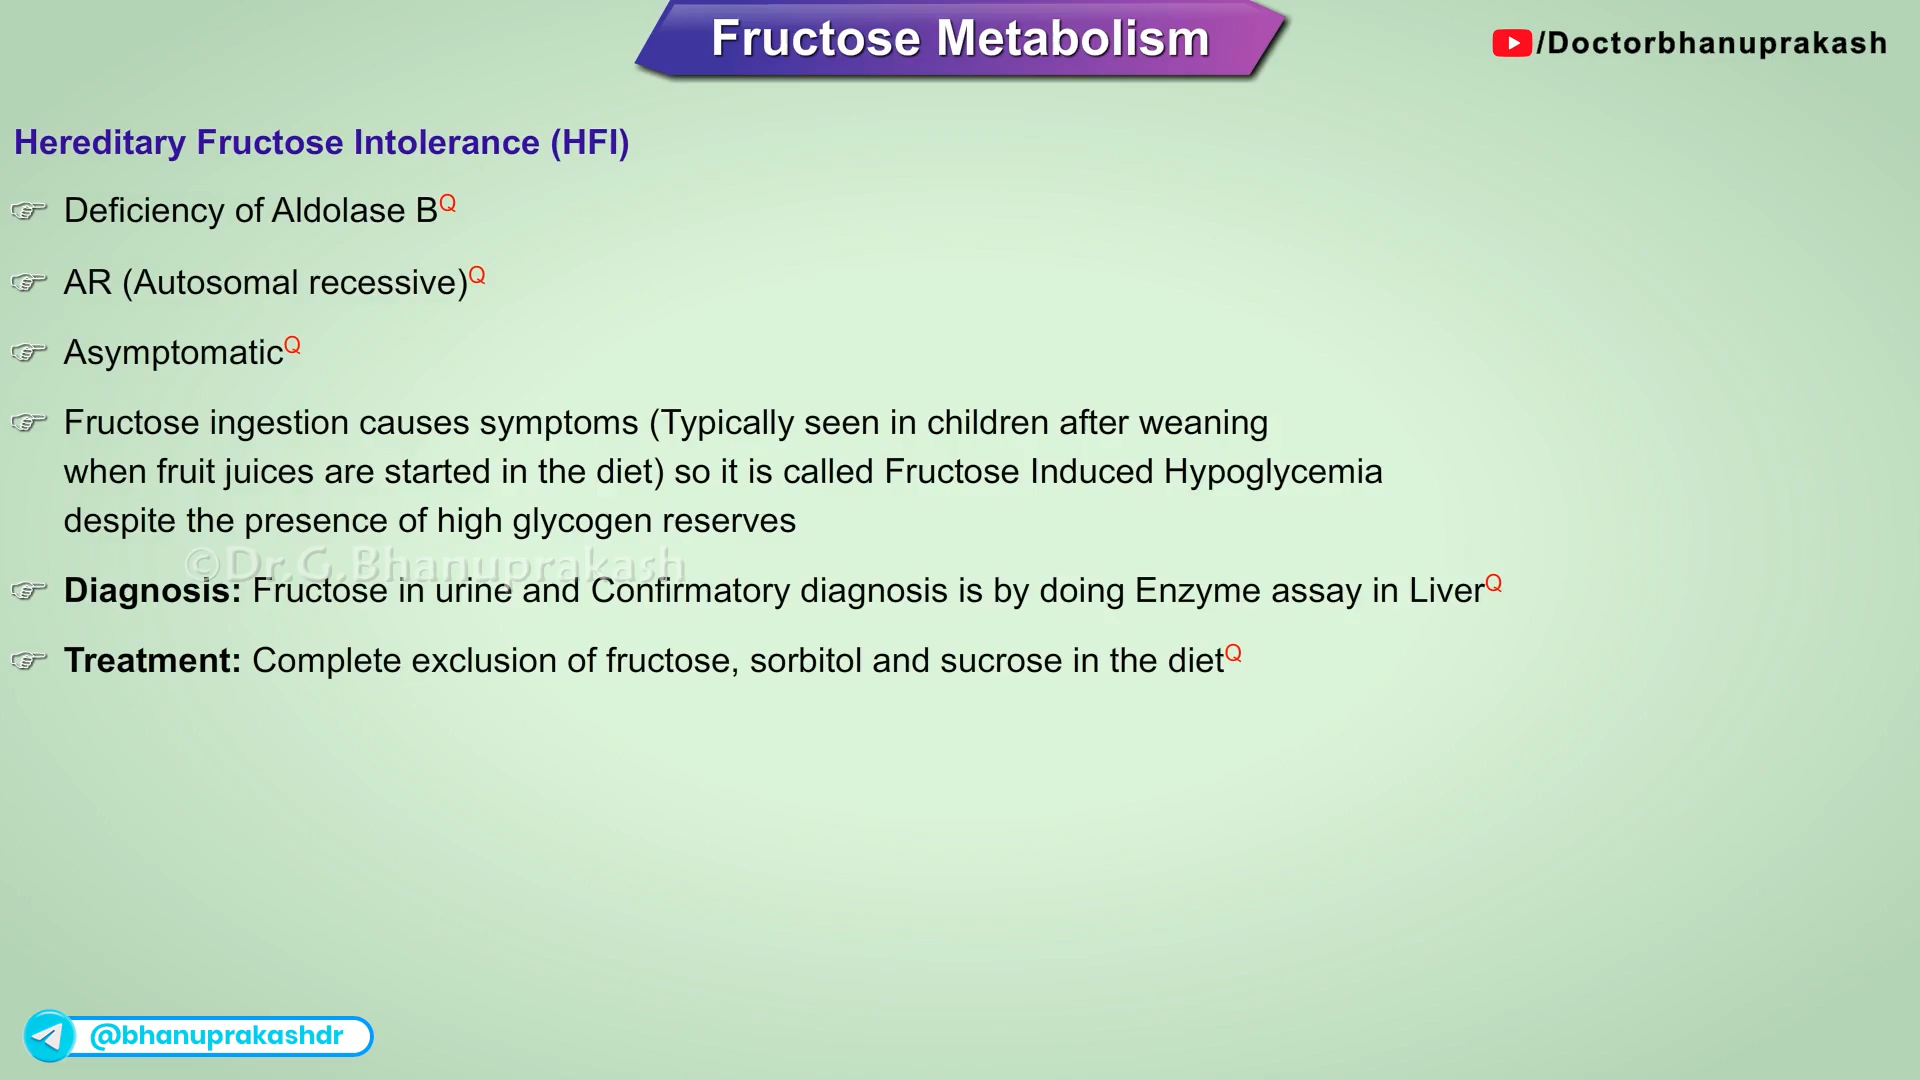 Fructose Metabolism
/Doctorbhanuprakash
Hereditary Fructose Intolerance (HFI)
Deficiency of Aldolase BQ
AR (Autosomal recessive)Q
AsymptomaticQ
Fructose ingestion causes symptoms (Typically seen in children after weaning
when fruit juices are started in the diet) so it is called Fructose Induced Hypoglycemia
despite the presence of high glycogen reserves
©Dr.G.Bhanuprakash
Diagnosis: Fructose in urine and Confirmatory diagnosis is by doing Enzyme assay in LiverQ
Treatment: Complete exclusion of fructose, sorbitol and sucrose in the dietQ
@bhanuprakashdr